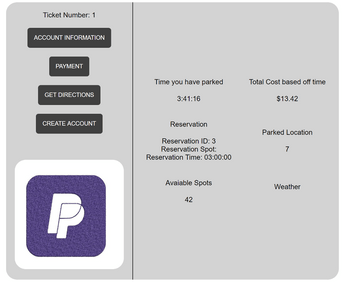 Ticket Number: 1
ACCOUNT INFORMATION
PAYMENT
GET DIRECTIONS
CREATE ACCOUNT
Time you have parked
3:41:16
Total Cost based off time
$13.42
Reservation
Reservation ID: 3
Reservation Spot:
Reservation Time: 03:00:00
Parked Location
7
Avaiable Spots
42
Weather